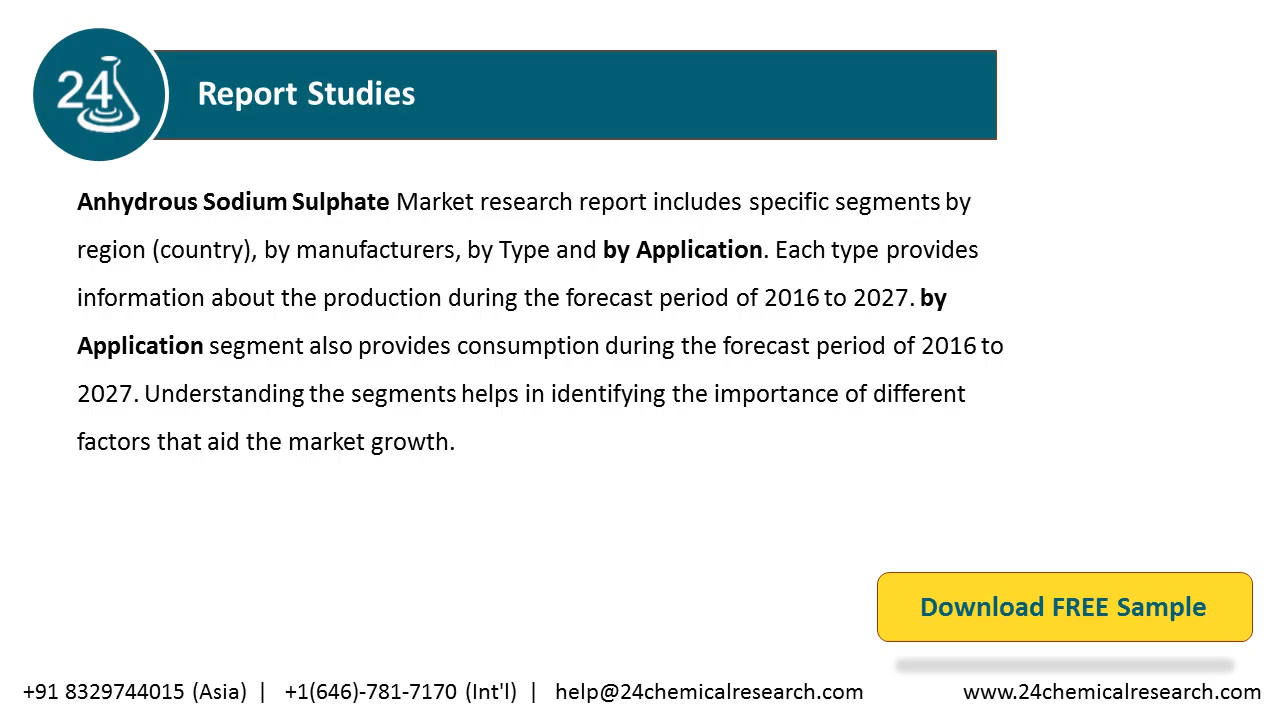 24
Report Studies
Anhydrous Sodium Sulphate Market research report includes specific segments by
region (country), by manufacturers, by Type and by Application. Each type provides
information about the production during the forecast period of 2016 to 2027. by
Application segment also provides consumption during the forecast period of 2016 to
2027. Understanding the segments helps in identifying the importance of different
factors that aid the market growth.
Download FREE Sample
+91 8329744015 (Asia) | +1(646)-781-7170 (Int'l) | help@24chemicalresearch.com www.24chemicalresearch.com